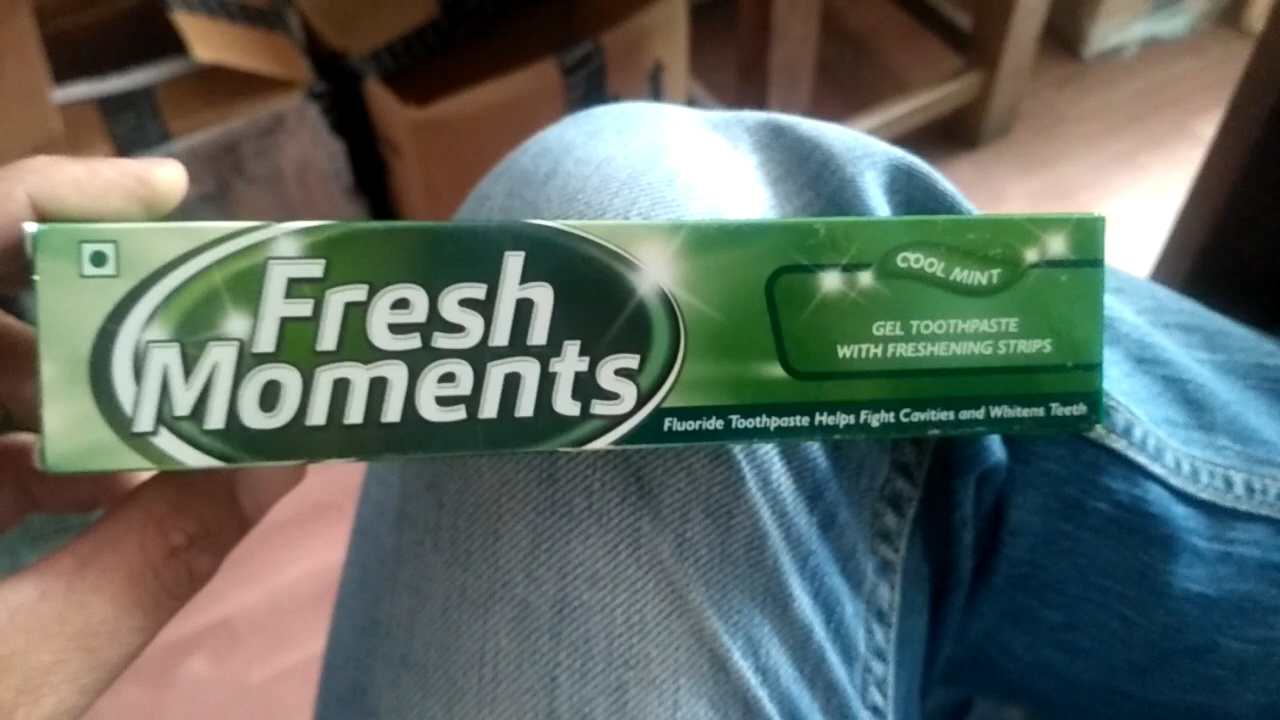 Fresh
Moments
COOL MINT
GEL TOOTHPASTE
WITH FRESHENING STRIPS
Fluoride Toothpaste Helps Fight Cavities and Whitens Teeth